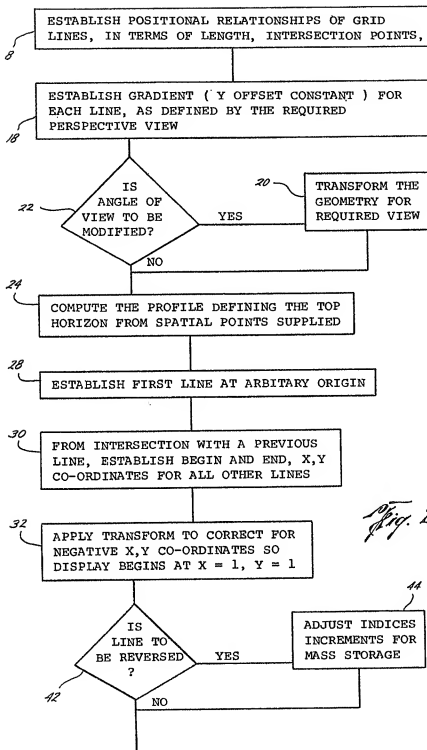 ESTABLISH POSITIONAL RELATIONSHIPS OF GRID
LINES, IN TERMS OF LENGTH, INTERSECTION POINTS,
8
ESTABLISH GRADIENT ( Y OFFSET CONSTANT ) FOR
EACH LINE, AS DEFINED BY THE REQUIRED
PERSPECTIVE VIEW
18
IS
ANGLE OF
VIEW TO BE
MODIFIED?
22
YES
NO
20
TRANSFORM THE
GEOMETRY FOR
REQUIRED VIEW
24
COMPUTE THE PROFILE DEFINING THE TOP
HORIZON FROM SPATIAL POINTS SUPPLIED
28
ESTABLISH FIRST LINE AT ARBITARY ORIGIN
30
FROM INTERSECTION WITH A PREVIOUS
LINE, ESTABLISH BEGIN AND END, X,Y
CO-ORDINATES FOR ALL OTHER LINES
Fig. 2
32
APPLY TRANSFORM TO CORRECT FOR
NEGATIVE X,Y CO-ORDINATES SO
DISPLAY BEGINS AT X = 1, Y = 1
IS
LINE TO
BE REVERSED
?
42
YES
NO
44
ADJUST INDICES
INCREMENTS FOR
MASS STORAGE